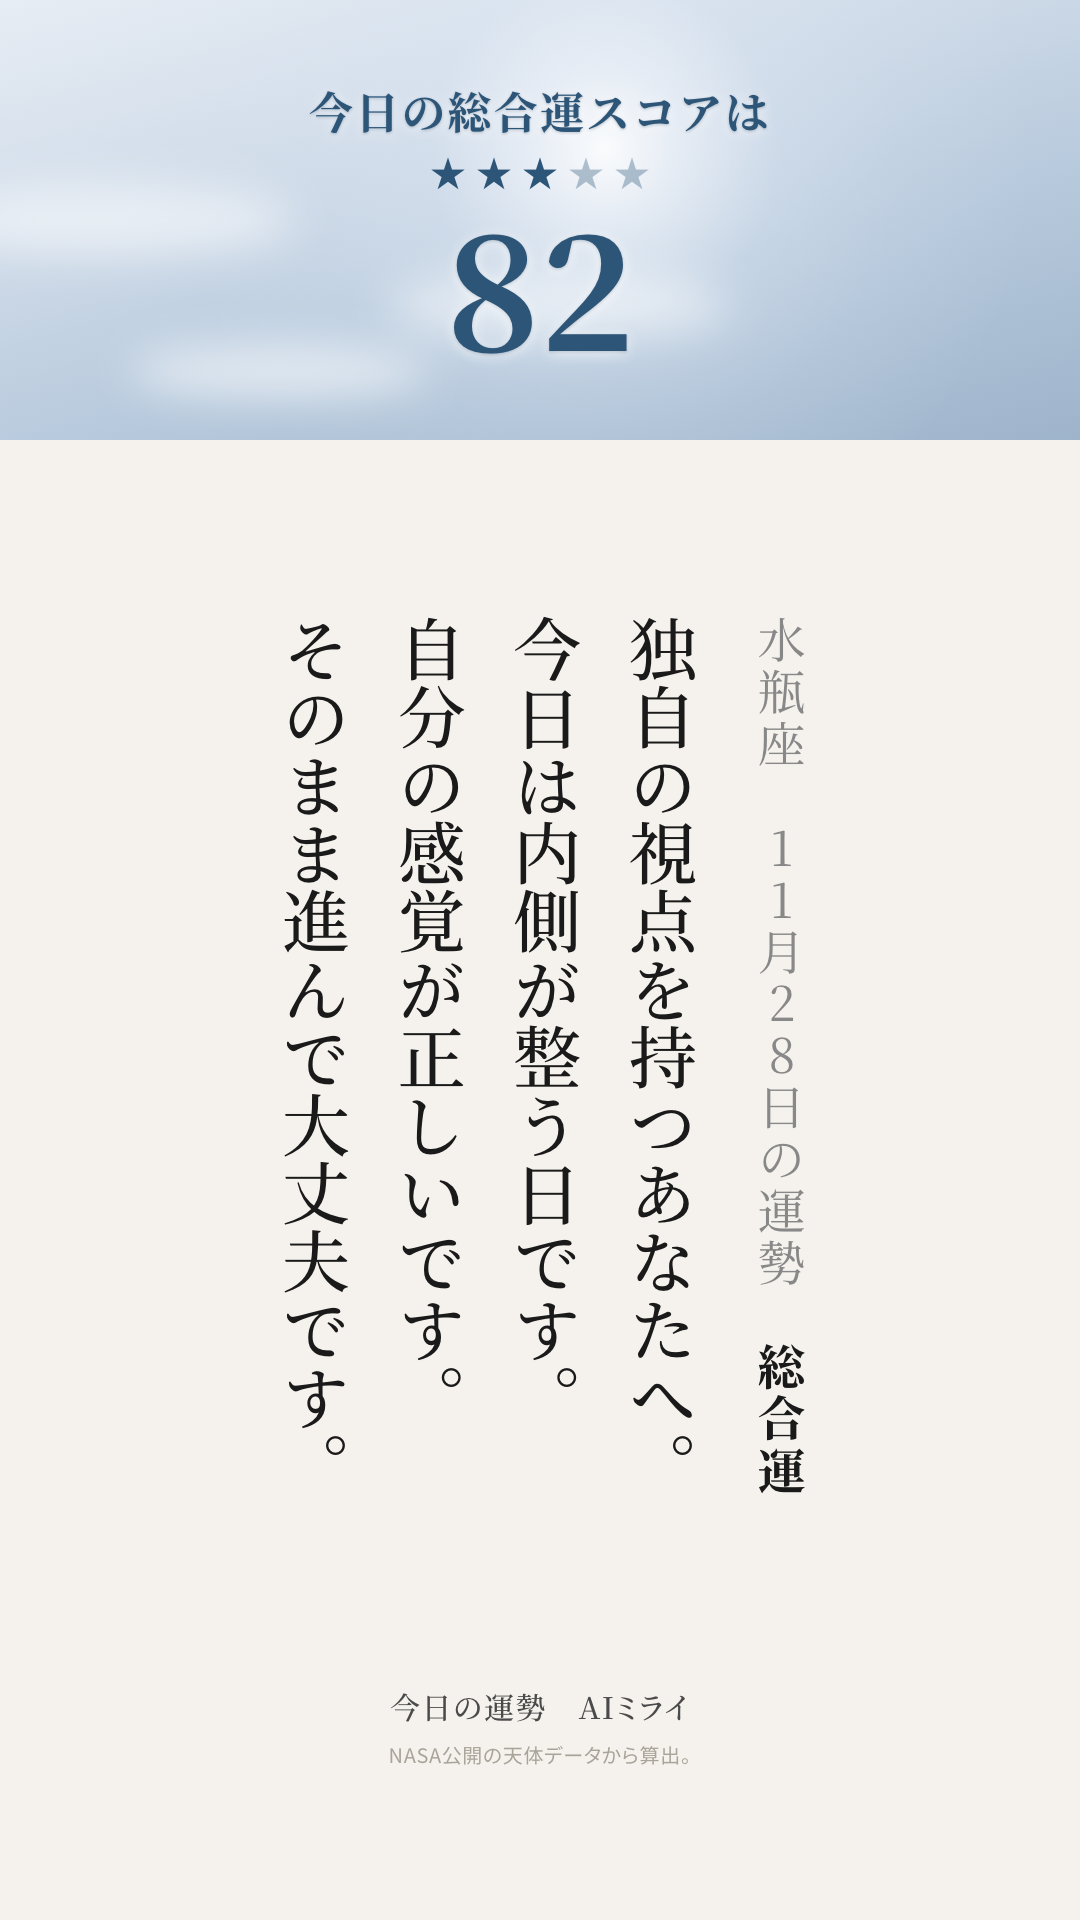 今日の総合運スコアは
★★★★★
82
水瓶座　11月28日の運勢　総合運
独自の視点を持つあなたへ。
今日は内側が整う日です。
自分の感覚が正しいです。
そのまま進んで大丈夫です。
今日の運勢　AIミライ
NASA公開の天体データから算出。